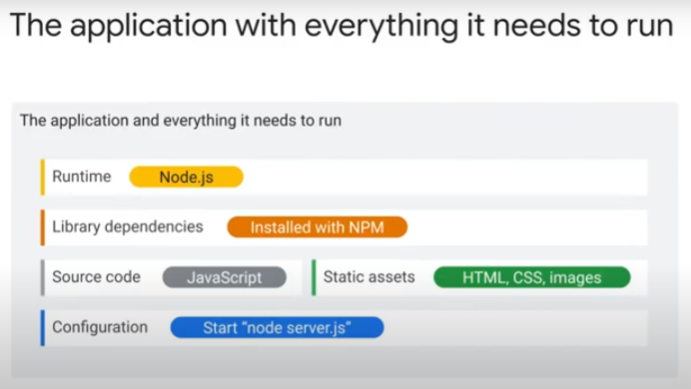 The application with everything it needs to run
The application and everything it needs to run
Runtime Node.js
Library dependencies Installed with NPM
Source code JavaScript Static assets HTML, CSS, images
Configuration Start “node server.js”